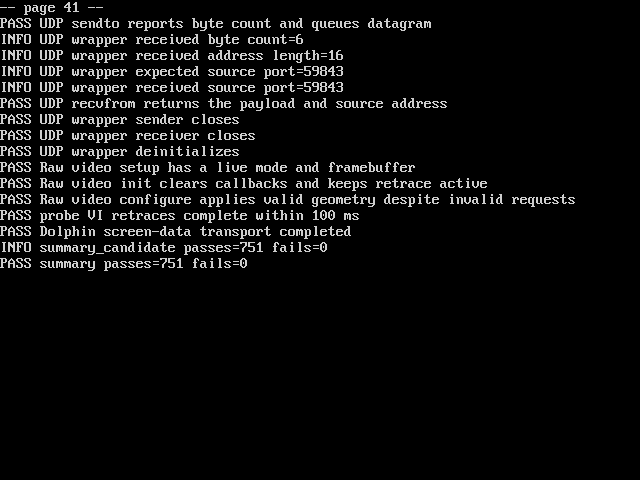 -- page 41 --
PASS UDP sendto reports byte count and queues datagram
INFO UDP wrapper received byte count=6
INFO UDP wrapper received address length=16
INFO UDP wrapper expected source port=59843
INFO UDP wrapper received source port=59843
PASS UDP recvfrom returns the payload and source address
PASS UDP wrapper sender closes
PASS UDP wrapper receiver closes
PASS UDP wrapper deinitializes
PASS Raw video setup has a live mode and framebuffer
PASS Raw video init clears callbacks and keeps retrace active
PASS Raw video configure applies valid geometry despite invalid requests
PASS probe VI retraces complete within 100 ms
PASS Dolphin screen-data transport completed
INFO summary_candidate passes=751 fails=0
PASS summary passes=751 fails=0